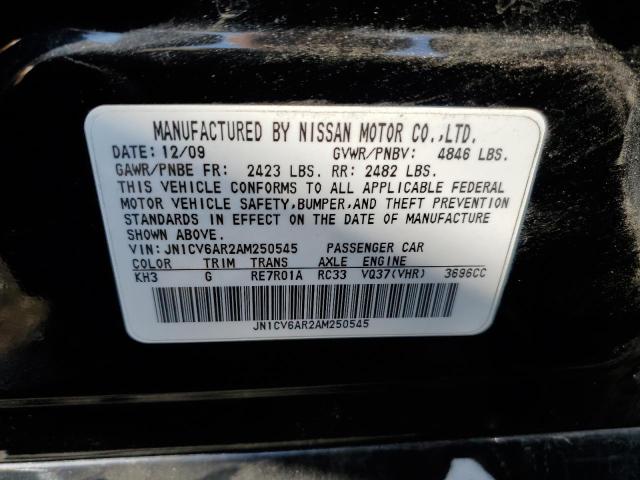 MANUFACTURED BY NISSAN MOTOR CO.,LTD.
DATE: 12/09 GVWR/PNBV: 4846 LBS.
GAWR/PNBE FR: 2423 LBS. RR: 2482 LBS.
THIS VEHICLE CONFORMS TO ALL APPLICABLE FEDERAL
MOTOR VEHICLE SAFETY,BUMPER,AND THEFT PREVENTION
STANDARDS IN EFFECT ON THE DATE OF MANUFACTURE
SHOWN ABOVE.
VIN: JN1CV6AR2AM250545 PASSENGER CAR
COLOR TRIM TRANS AXLE ENGINE
KH3 G RE7R01A RC33 VQ37(VHR) 3696CC
JN1CV6AR2AM250545